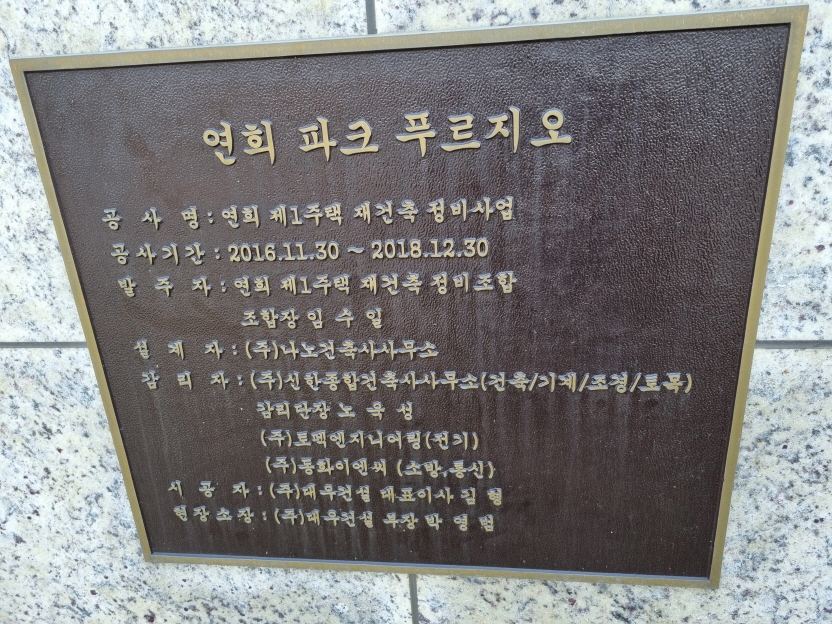 연희 파크 푸르지오
공 사 명 : 연희 제1주택 재건축 정비사업
공사기간 : 2016.11.30 ~ 2018.12.30
발 주 자 : 연희 제1주택 재건축 정비조합
조합장 임 수 일
설 계 자 : (주)나노건축사사무소
감 리 자 : (주)신한종합건축사사무소(건축/기계/조경/토목)
감리단장 노 욱 성
(주)토펙엔지니어링(전기)
(주)동화이엔씨 (소방,통신)
시 공 자 : (주)대우건설 대표이사 김 형
현장소장 : (주)대우건설 부장 박 영 범